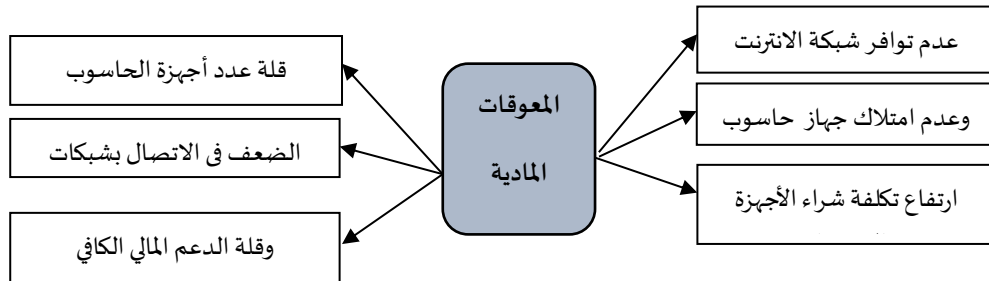 المعوقات
المادية
عدم توافر شبكة الانترنت
وعدم امتلاك جهاز حاسوب
ارتفاع تكلفة شراء الأجهزة
قلة عدد أجهزة الحاسوب
الضعف فى الاتصال بشبكات
وقلة الدعم المالي الكافي